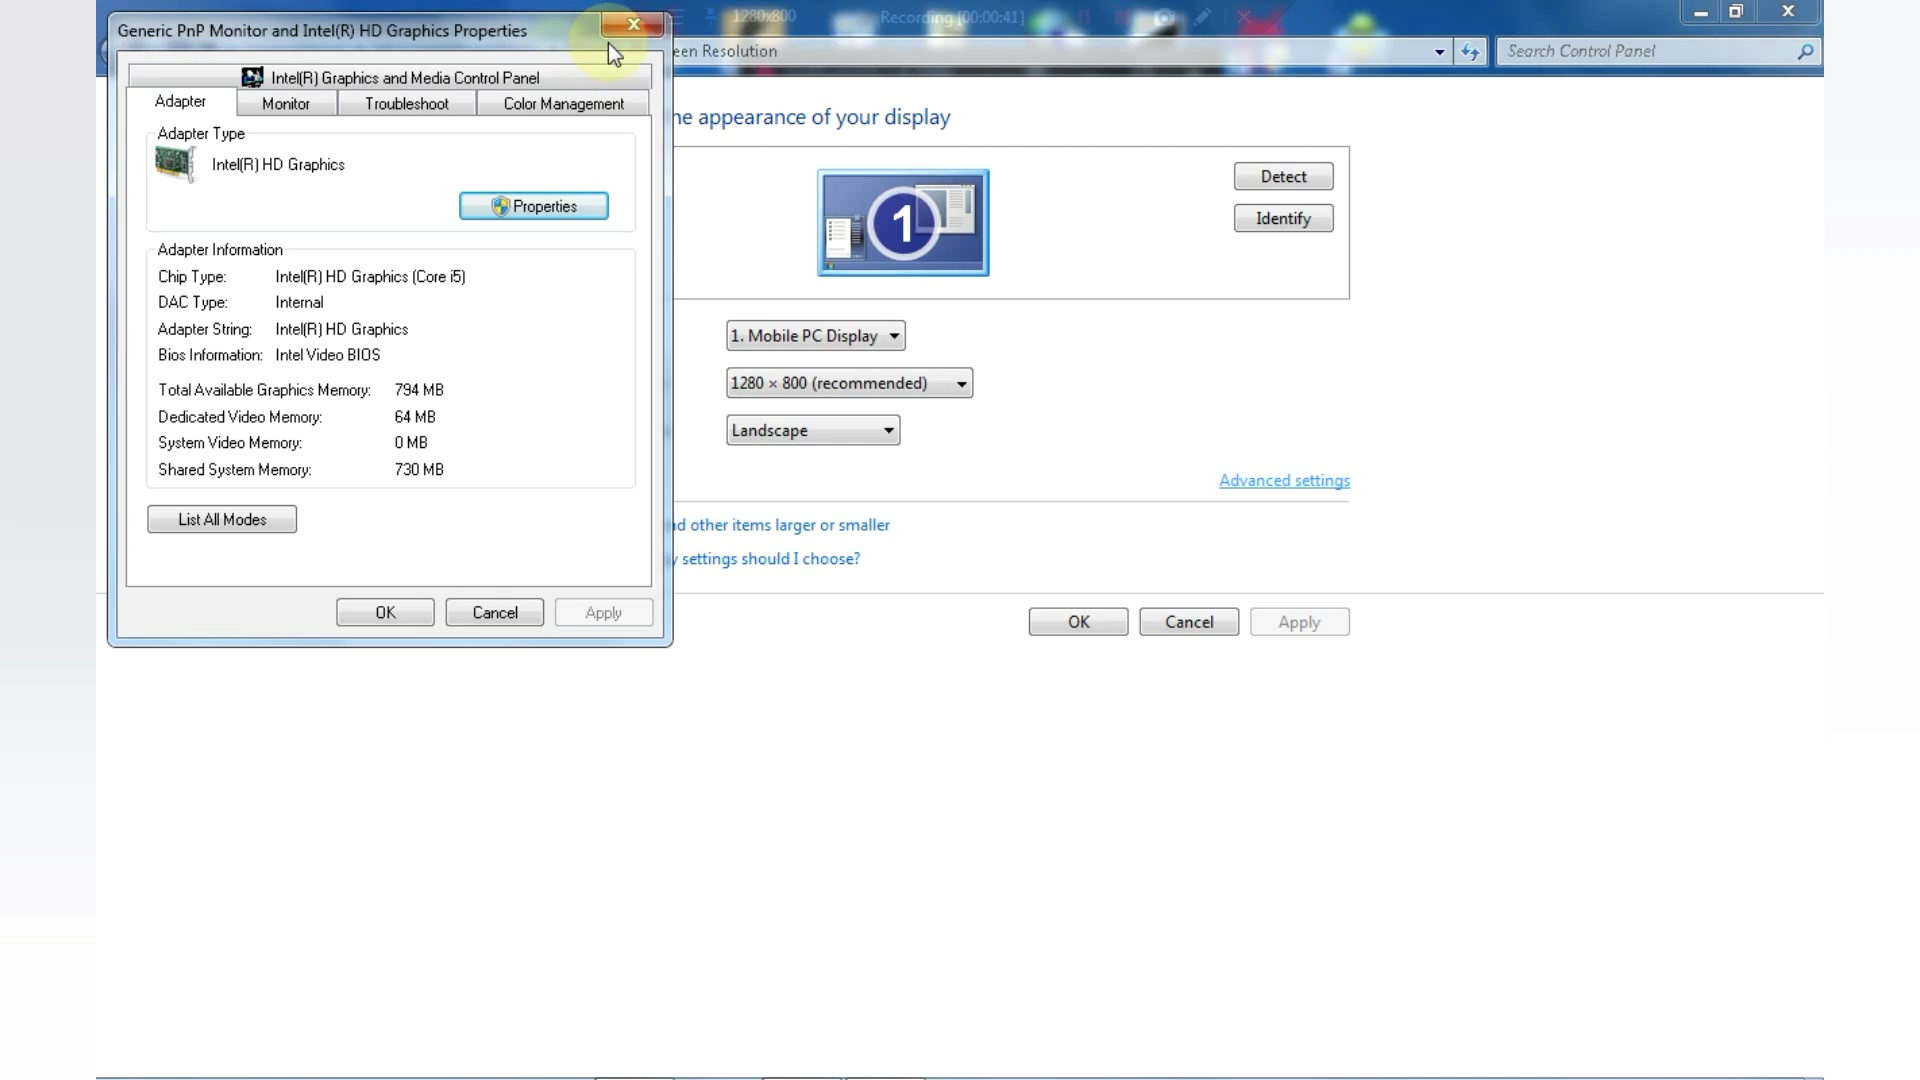 Generic PnP Monitor and Intel(R) HD Graphics Properties
1280x800
Recording [00:00:41]
een Resolution
Search Control Panel
Intel(R) Graphics and Media Control Panel
Adapter
Monitor
Troubleshoot
Color Management
he appearance of your display
Adapter Type
Intel(R) HD Graphics
Properties
Detect
Identify
1
Adapter Information
Chip Type: Intel(R) HD Graphics (Core i5)
DAC Type: Internal
Adapter String: Intel(R) HD Graphics
Bios Information: Intel Video BIOS
Total Available Graphics Memory: 794 MB
Dedicated Video Memory: 64 MB
System Video Memory: 0 MB
Shared System Memory: 730 MB
List All Modes
OK
Cancel
Apply
1. Mobile PC Display
1280 × 800 (recommended)
Landscape
Advanced settings
d other items larger or smaller
y settings should I choose?
OK
Cancel
Apply